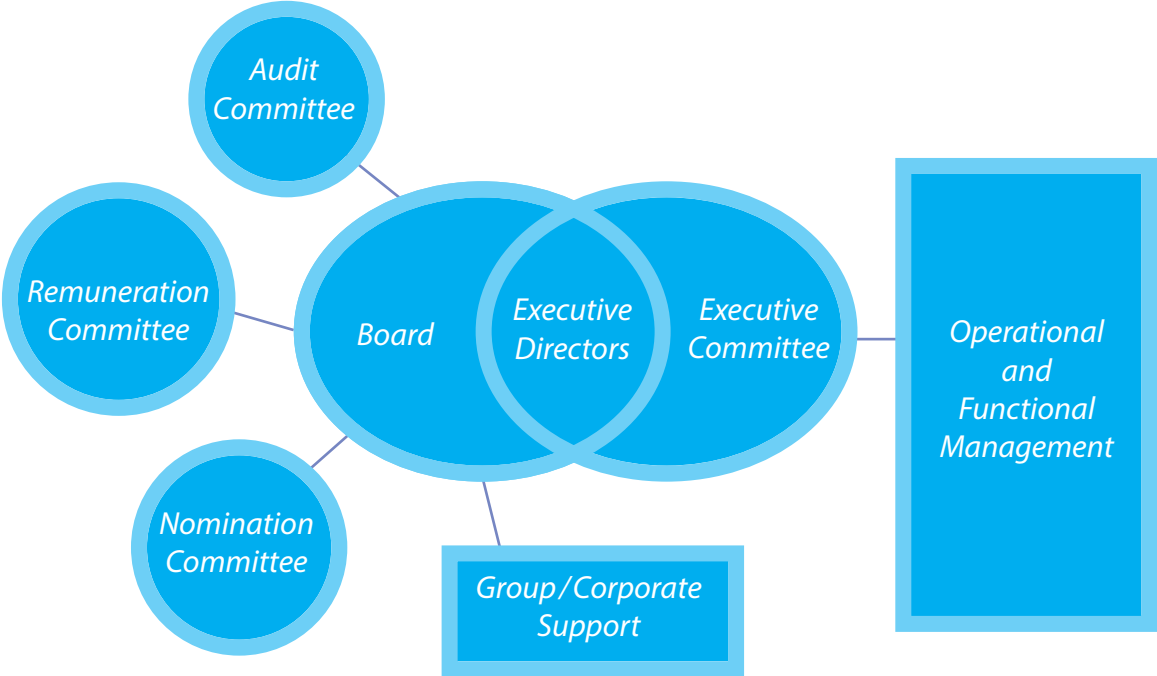 Audit
Committee
Remuneration
Committee
Board
Executive
Directors
Executive
Committee
Operational
and
Functional
Management
Nomination
Committee
Group/Corporate
Support